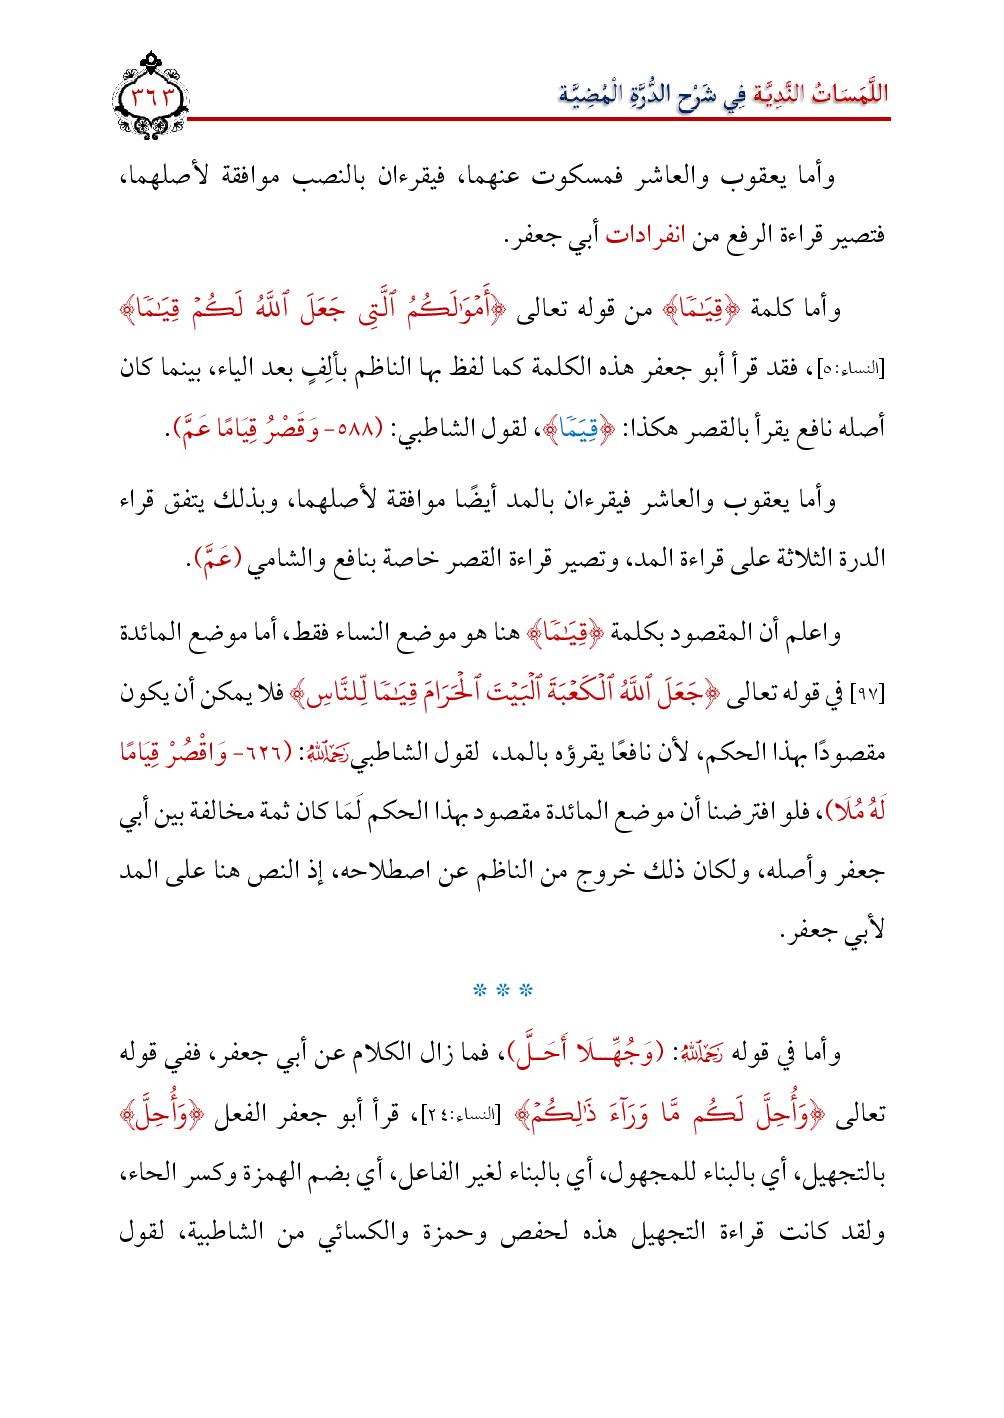 اللَّمَسَاتُ النَّدِيَّة فِي شَرْح الدُّرَّةِ الْمُضِيَّة
٣٦٣
وأما يعقوب والعاشر فمسكوت عنهما، فيقرءان بالنصب موافقة لأصلهما،
فتصير قراءة الرفع من انفرادات أبي جعفر.
وأما كلمة ﴿قِيَٰمٗا﴾ من قوله تعالى ﴿أَمۡوَٰلَكُمُ ٱلَّتِي جَعَلَ ٱللَّهُ لَكُمۡ قِيَٰمٗا﴾
[النساء:٥]، فقد قرأ أبو جعفر هذه الكلمة كما لفظ بها الناظم بألِفٍ بعد الياء، بينما كان
أصله نافع يقرأ بالقصر هكذا: ﴿قِيَمٗا﴾، لقول الشاطبي: (٥٨٨- وَقَصْرُ قِيَامًا عَمَّ).
وأما يعقوب والعاشر فيقرءان بالمد أيضًا موافقة لأصلهما، وبذلك يتفق قراء
الدرة الثلاثة على قراءة المد، وتصير قراءة القصر خاصة بنافع والشامي (عَمَّ).
واعلم أن المقصود بكلمة ﴿قِيَٰمٗا﴾ هنا هو موضع النساء فقط، أما موضع المائدة
[٩٧] في قوله تعالى ﴿جَعَلَ ٱللَّهُ ٱلۡكَعۡبَةَ ٱلۡبَيۡتَ ٱلۡحَرَامَ قِيَٰمٗا لِّلنَّاسِ﴾ فلا يمكن أن يكون
مقصودًا بهذا الحكم، لأن نافعًا يقرؤه بالمد، لقول الشاطبي رَحِمَهُ ٱللَّهُ: (٦٢٦- وَاقْصُرْ قِيَامًا
لَهُ مُلَا)، فلو افترضنا أن موضع المائدة مقصود بهذا الحكم لَمَا كان ثمة مخالفة بين أبي
جعفر وأصله، ولكان ذلك خروج من الناظم عن اصطلاحه، إذ النص هنا على المد
لأبي جعفر.
* * *
وأما في قوله رَحِمَهُ ٱللَّهُ: (وَجُهِّـــلَا أَحَــلَّ)، فما زال الكلام عن أبي جعفر، ففي قوله
تعالى ﴿وَأُحِلَّ لَكُم مَّا وَرَآءَ ذَٰلِكُمۡ﴾ [النساء:٢٤]، قرأ أبو جعفر الفعل ﴿وَأُحِلَّ﴾
بالتجهيل، أي بالبناء للمجهول، أي بالبناء لغير الفاعل، أي بضم الهمزة وكسر الحاء،
ولقد كانت قراءة التجهيل هذه لحفص وحمزة والكسائي من الشاطبية، لقول